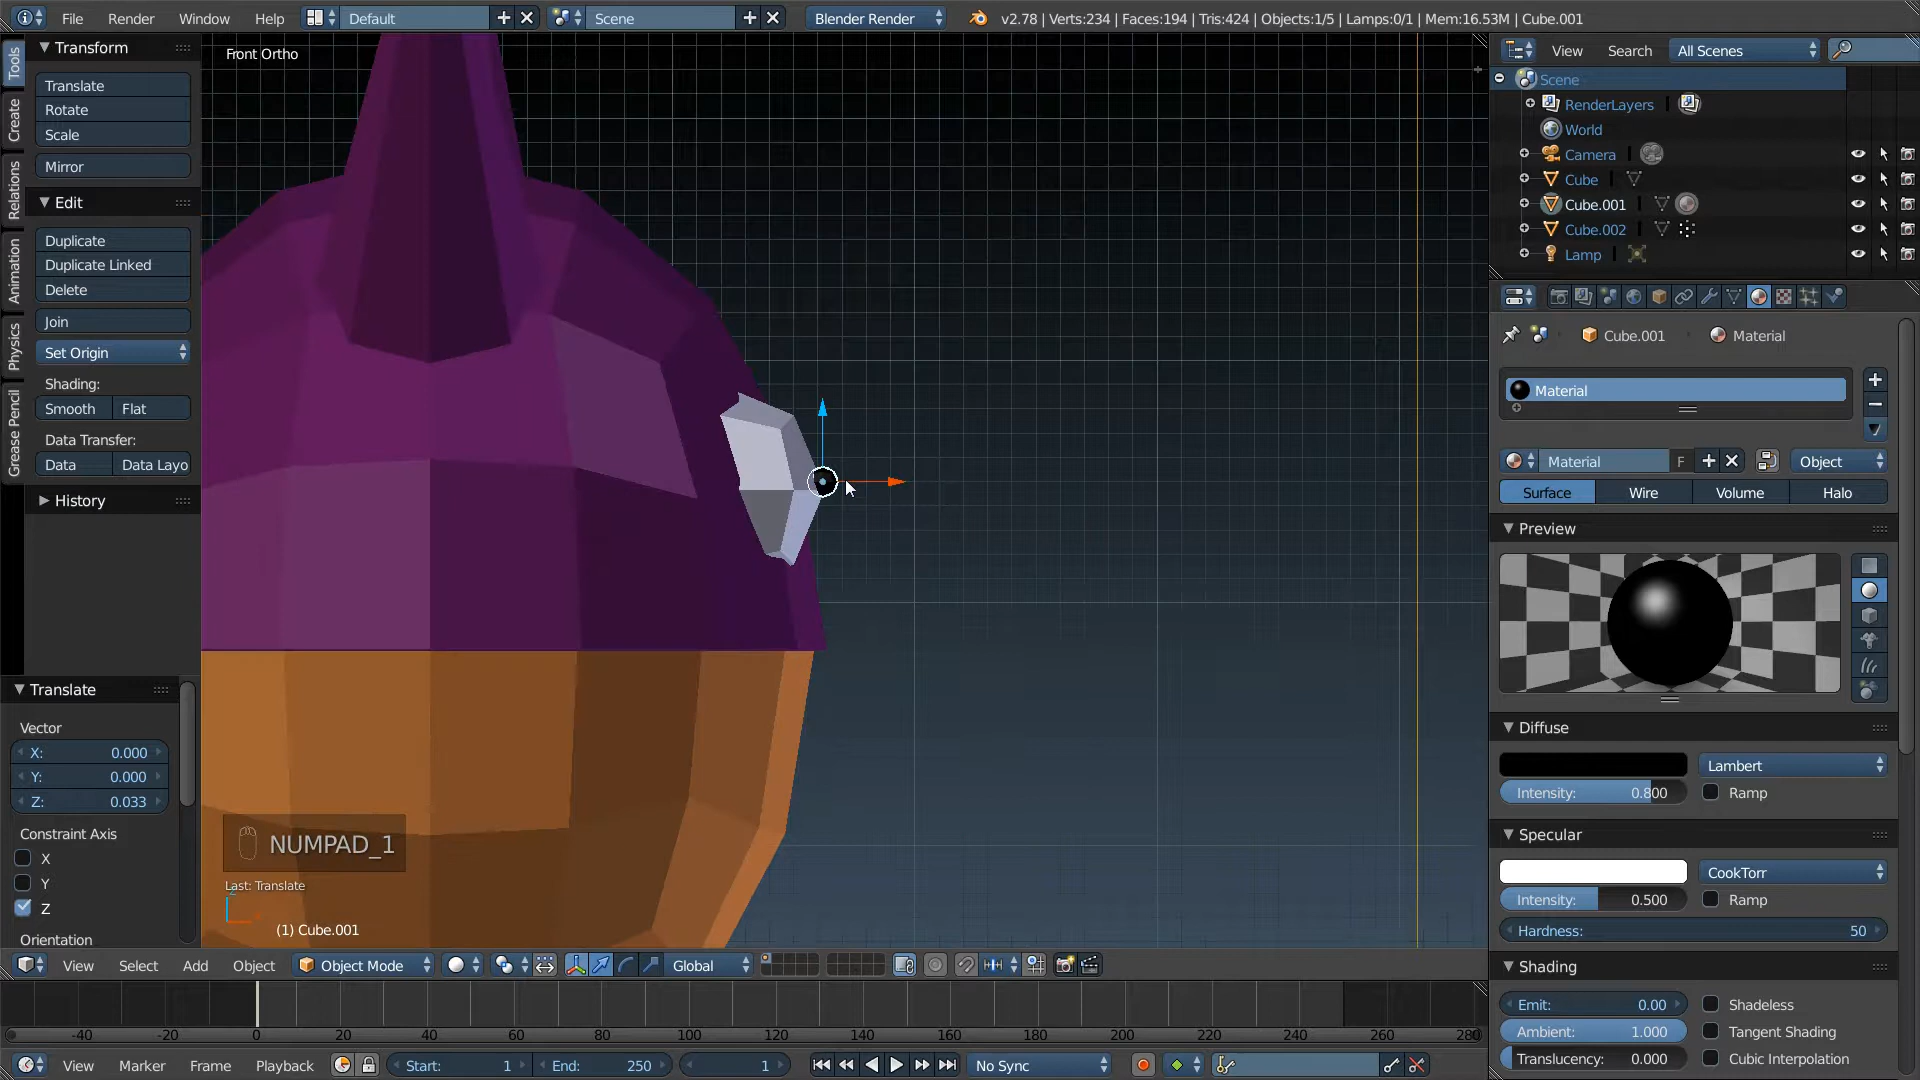 File Render Window Help Default Scene Blender Render v2.78 | Verts:234 | Faces:194 | Tris:424 | Objects:1/5 | Lamps:0/1 | Mem:16.53M | Cube.001
Tools
Create
Relations
Animation
Physics
Grease Pencil
Transform
Translate
Rotate
Scale
Mirror
Edit
Duplicate
Duplicate Linked
Delete
Join
Set Origin
Shading:
Smooth Flat
Data Transfer:
Data Data Layo
History
Translate
Vector
X: 0.000
Y: 0.000
Z: 0.033
Constraint Axis
X
Y
Z
Orientation
Front Ortho
NUMPAD_1
Last: Translate
(1) Cube.001
View Select Add Object Object Mode Global
-40 -20 0 20 40 60 80 100 120 140 160 180 200 220 240 260 280
View Marker Frame Playback Start: 1 End: 250 1 No Sync
View Search All Scenes
Scene
RenderLayers
World
Camera
Cube
Cube.001
Cube.002
Lamp
Cube.001 Material
Material
Material F Object
Surface Wire Volume Halo
Preview
Diffuse
Lambert
Intensity: 0.800 Ramp
Specular
CookTorr
Intensity: 0.500 Ramp
Hardness: 50
Shading
Emit: 0.00 Shadeless
Ambient: 1.000 Tangent Shading
Translucency: 0.000 Cubic Interpolation